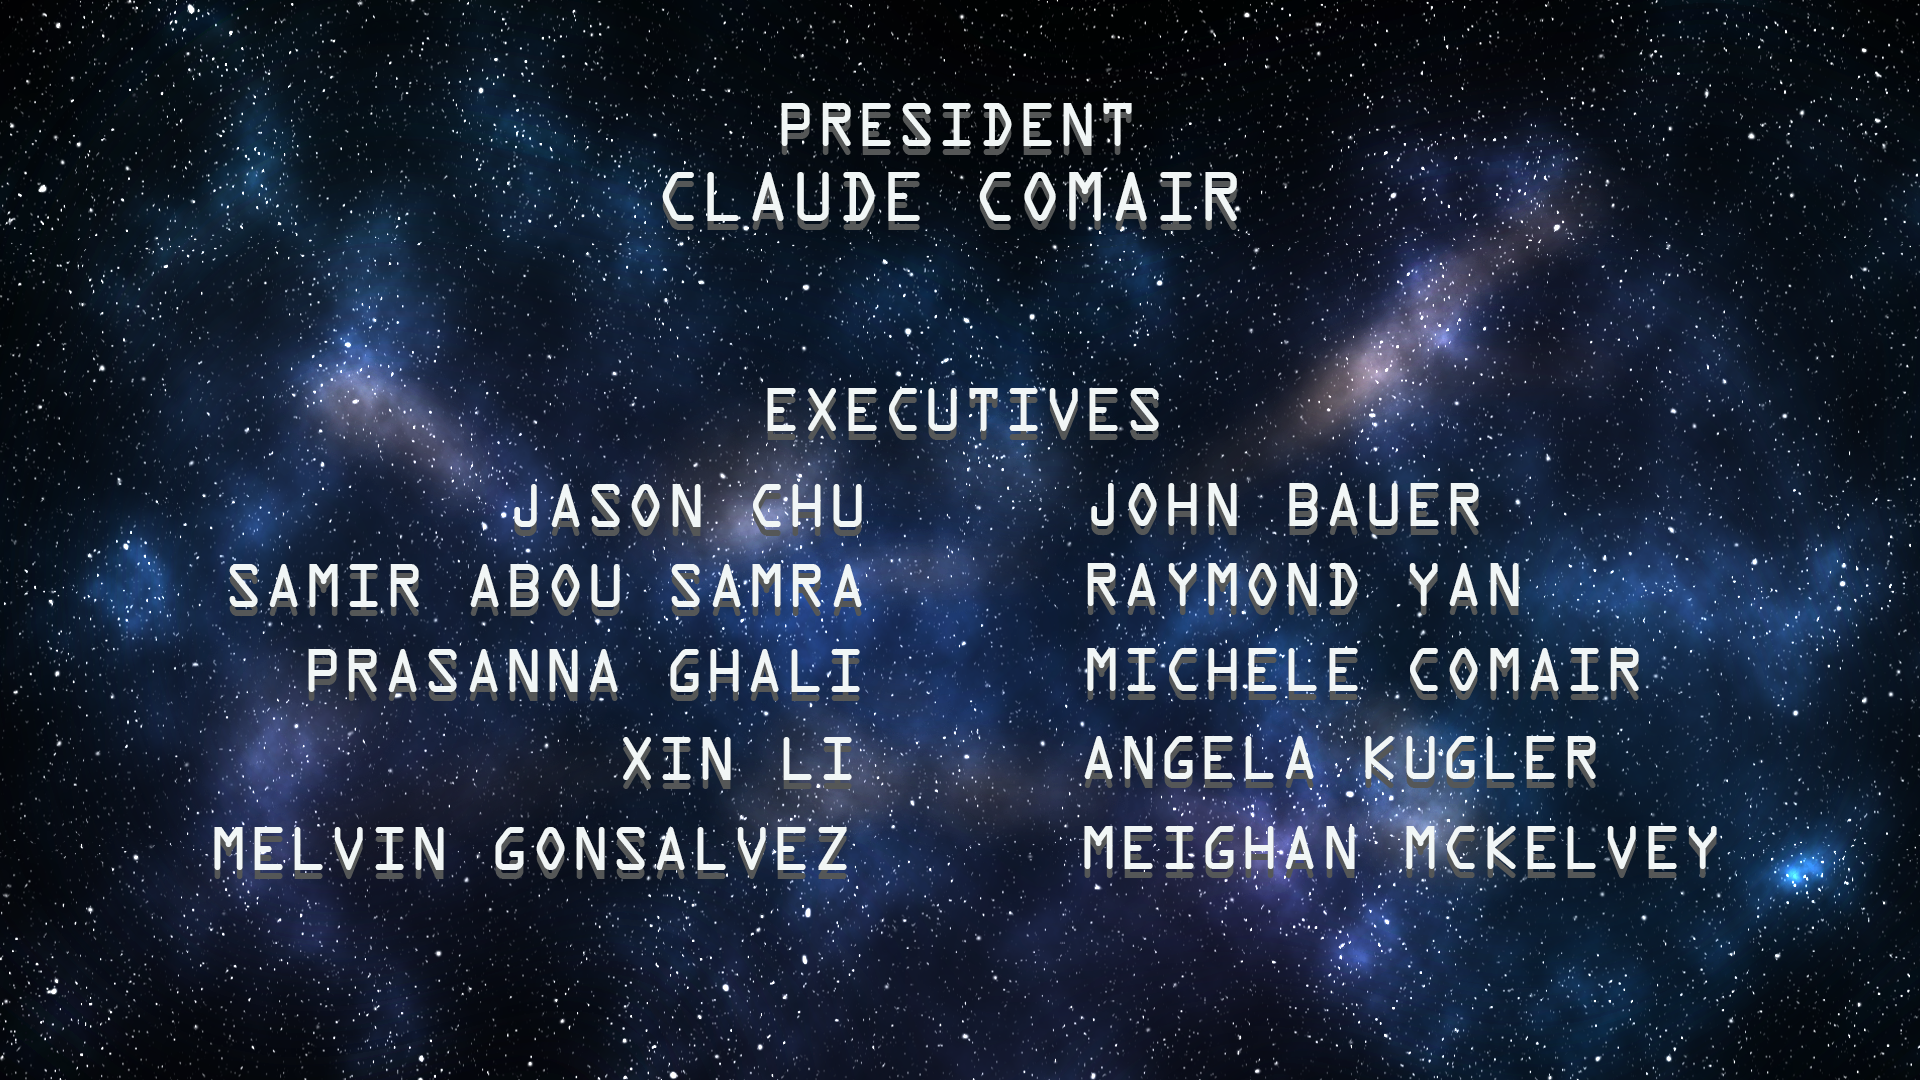 PRESIDENT
CLAUDE COMAIR
EXECUTIVES
JASON CHU JOHN BAUER
SAMIR ABOU SAMRA RAYMOND YAN
PRASANNA GHALI MICHELE COMAIR
XIN LI ANGELA KUGLER
MELVIN GONSALVEZ MEIGHAN MCKELVEY